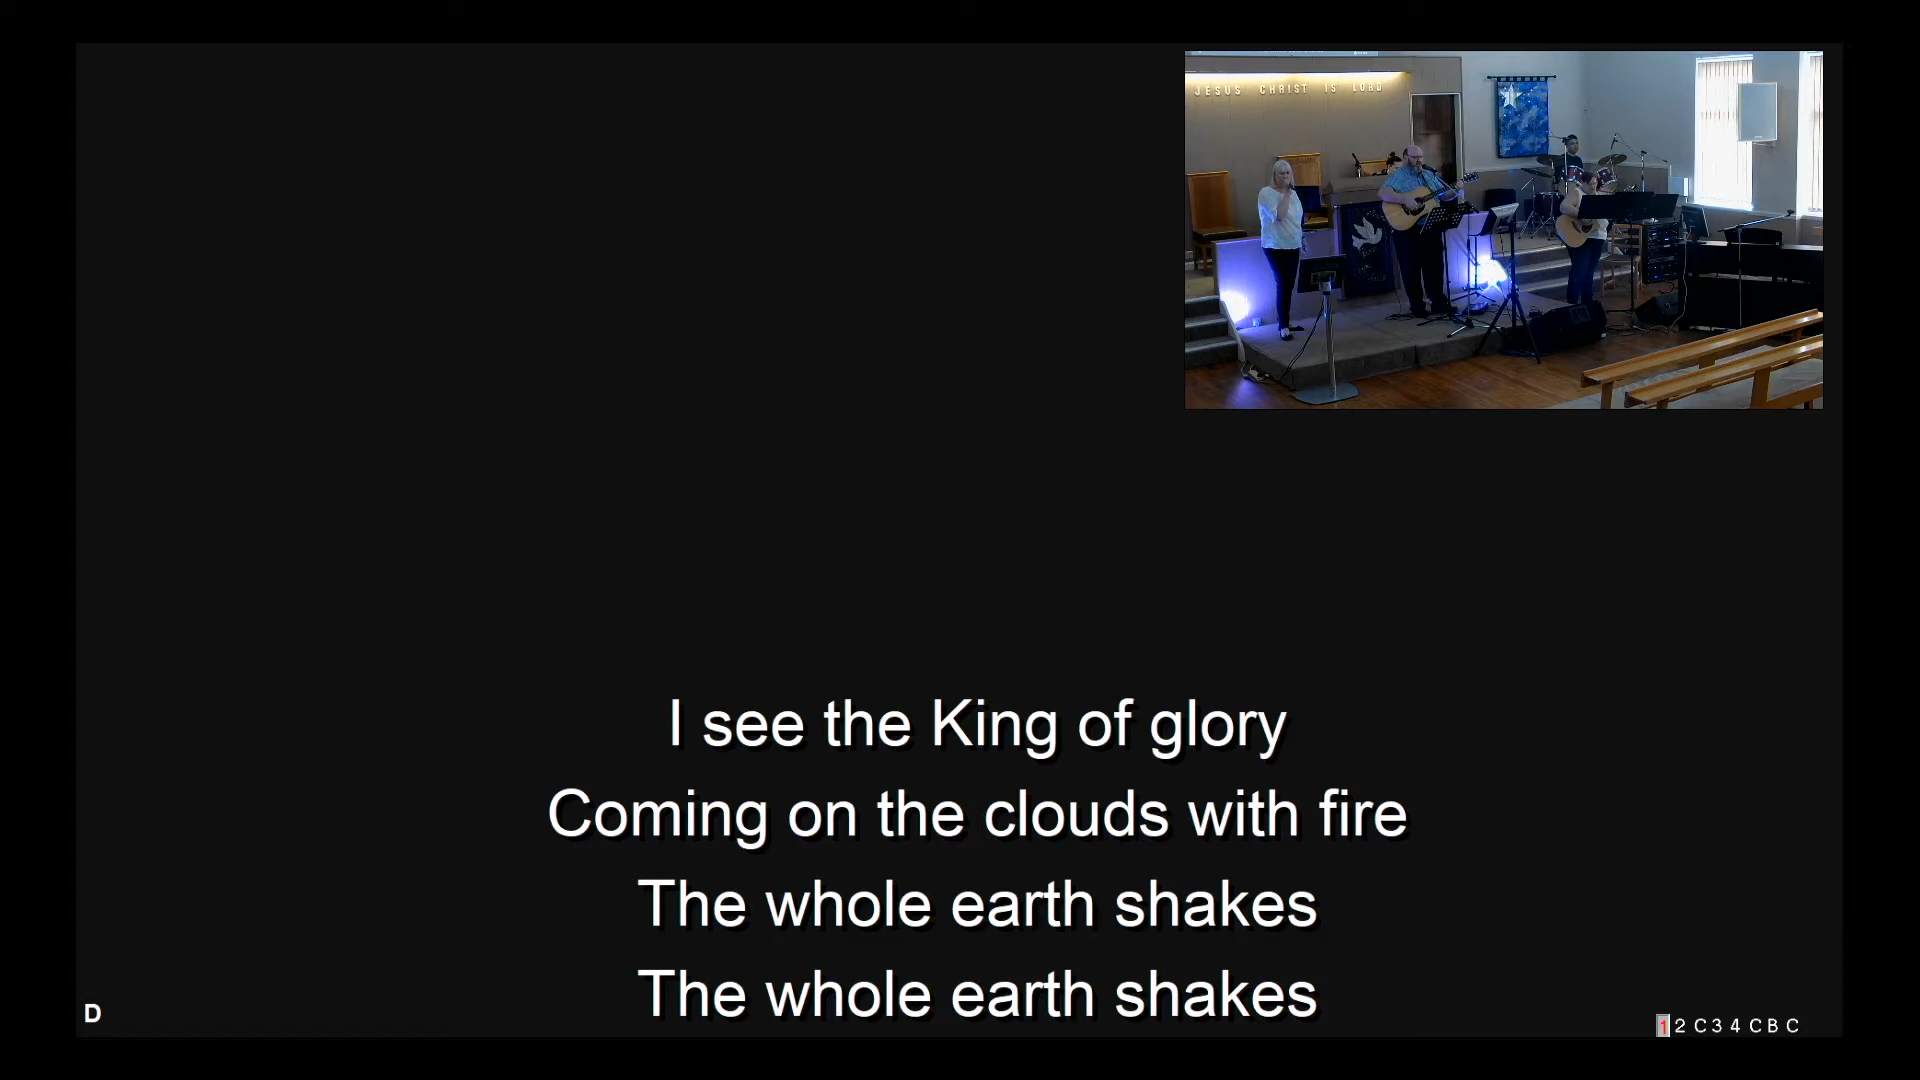 JESUS CHRIST IS LORD
I see the King of glory
Coming on the clouds with fire
The whole earth shakes
The whole earth shakes
D
1 2 C 3 4 C B C